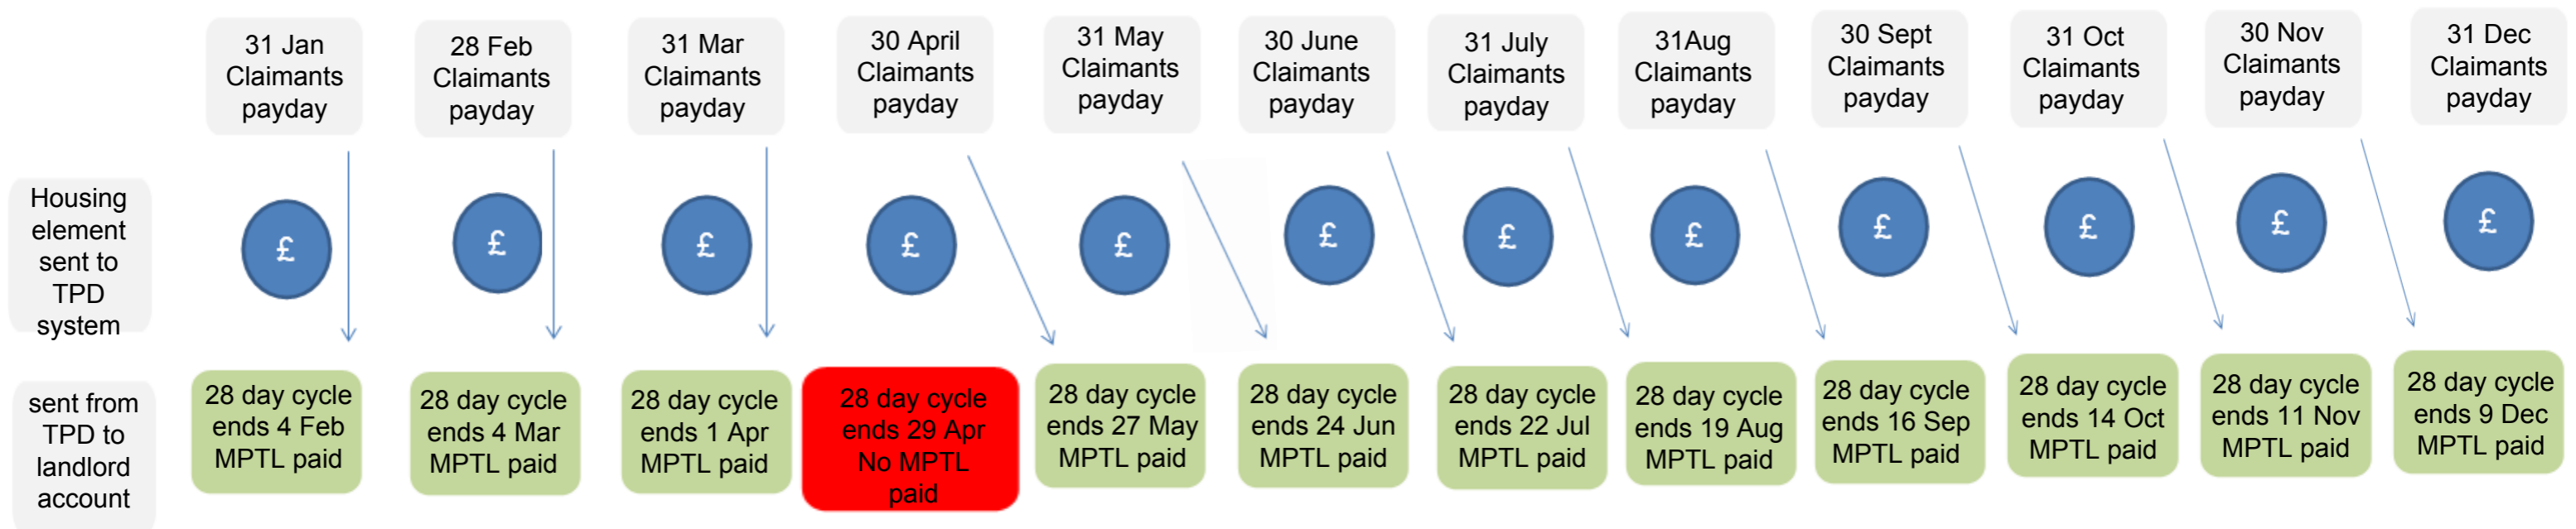 31 Jan
Claimants
payday
28 Feb
Claimants
payday
31 Mar
Claimants
payday
30 April
Claimants
payday
31 May
Claimants
payday
30 June
Claimants
payday
31 July
Claimants
payday
31Aug
Claimants
payday
30 Sept
Claimants
payday
31 Oct
Claimants
payday
30 Nov
Claimants
payday
31 Dec
Claimants
payday
Housing
element
sent to
TPD
system
£
£
£
£
£
£
£
£
£
£
£
£
sent from
TPD to
landlord
account
28 day cycle
ends 4 Feb
MPTL paid
28 day cycle
ends 4 Mar
MPTL paid
28 day cycle
ends 1 Apr
MPTL paid
28 day cycle
ends 29 Apr
No MPTL
paid
28 day cycle
ends 27 May
MPTL paid
28 day cycle
ends 24 Jun
MPTL paid
28 day cycle
ends 22 Jul
MPTL paid
28 day cycle
ends 19 Aug
MPTL paid
28 day cycle
ends 16 Sep
MPTL paid
28 day cycle
ends 14 Oct
MPTL paid
28 day cycle
ends 11 Nov
MPTL paid
28 day cycle
ends 9 Dec
MPTL paid